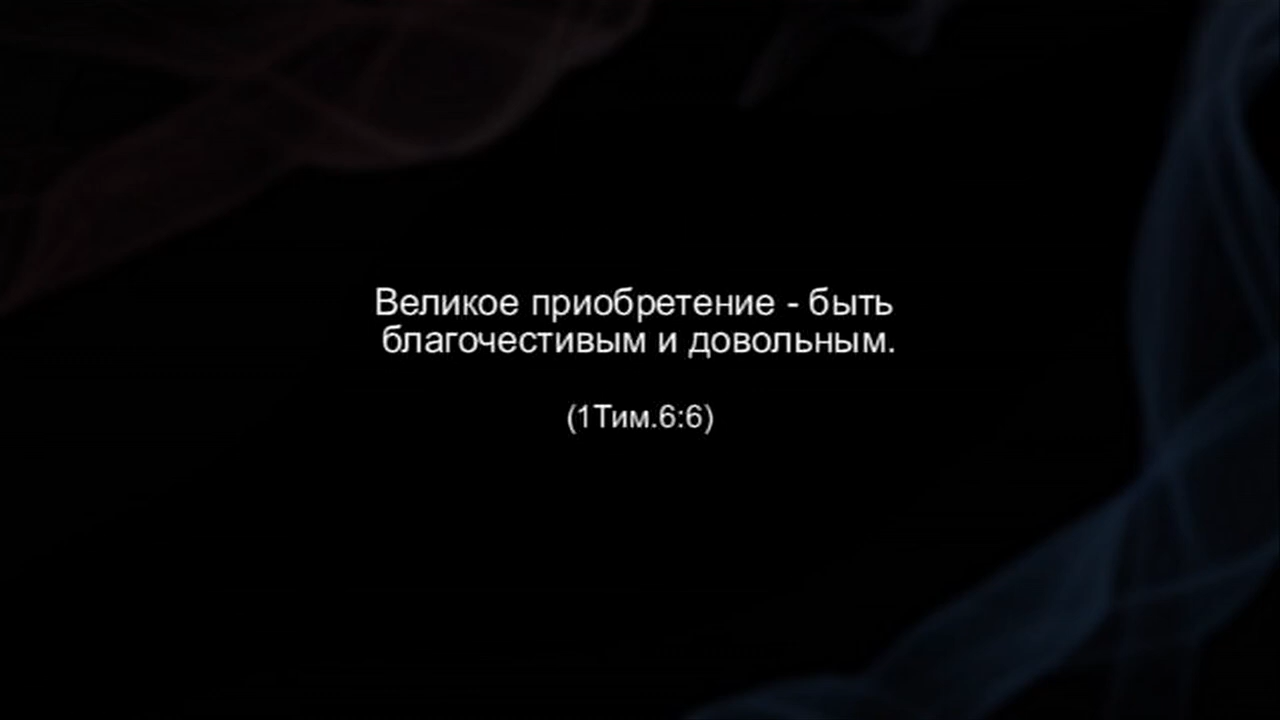 Великое приобретение - быть
благочестивым и довольным.
(1Тим.6:6)